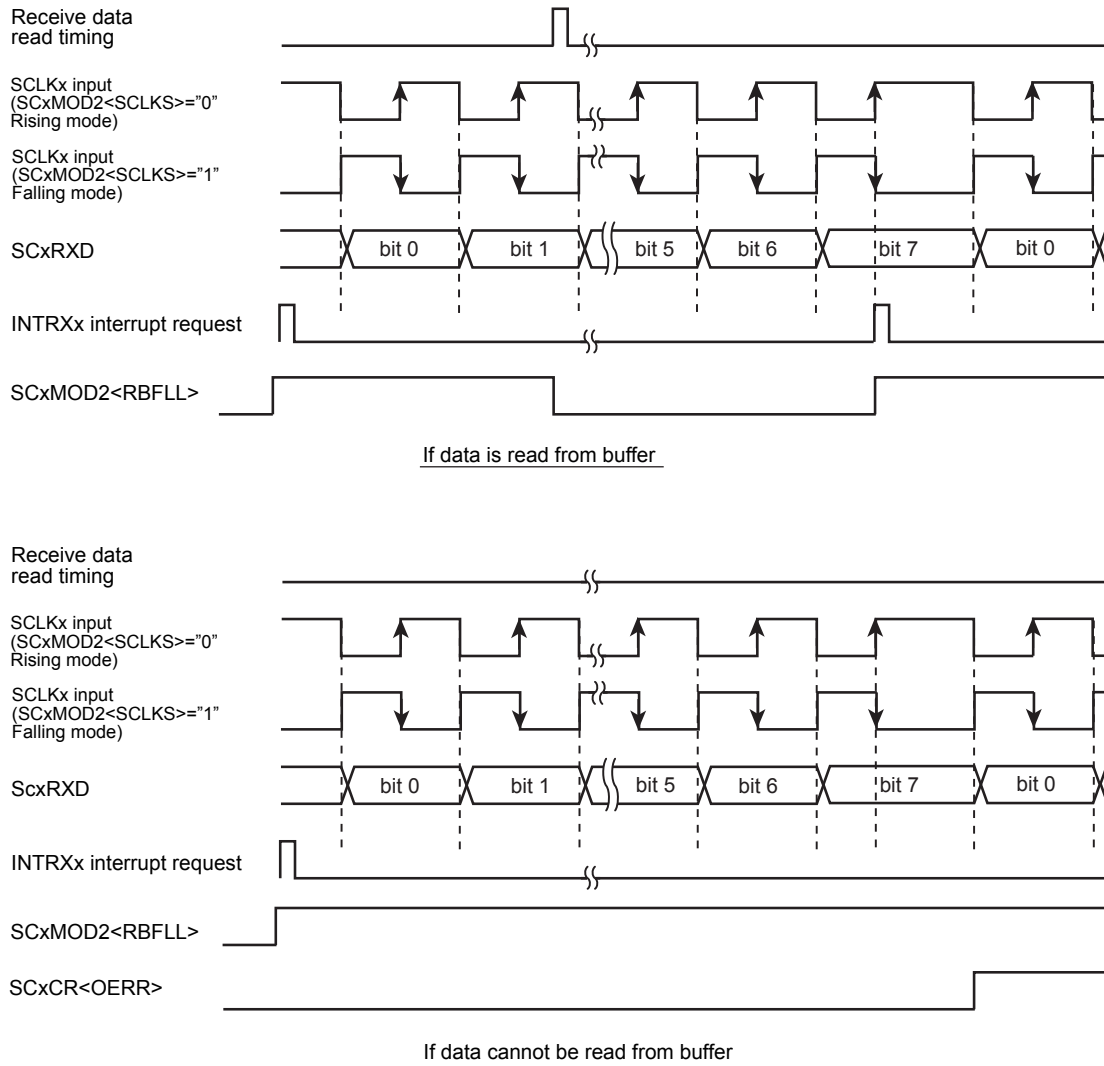 Receive data
read timing
SCLKx input
(SCxMOD2<SCLKS>=”0”
Rising mode)
SCLKx input
(SCxMOD2<SCLKS>=”1”
Falling mode)
SCxRXD
bit 0 bit 1 bit 5 bit 6 bit 7 bit 0
INTRXx interrupt request
SCxMOD2<RBFLL>
If data is read from buffer
Receive data
read timing
SCLKx input
(SCxMOD2<SCLKS>=”0”
Rising mode)
SCLKx input
(SCxMOD2<SCLKS>=”1”
Falling mode)
ScxRXD
bit 0 bit 1 bit 5 bit 6 bit 7 bit 0
INTRXx interrupt request
SCxMOD2<RBFLL>
SCxCR<OERR>
If data cannot be read from buffer